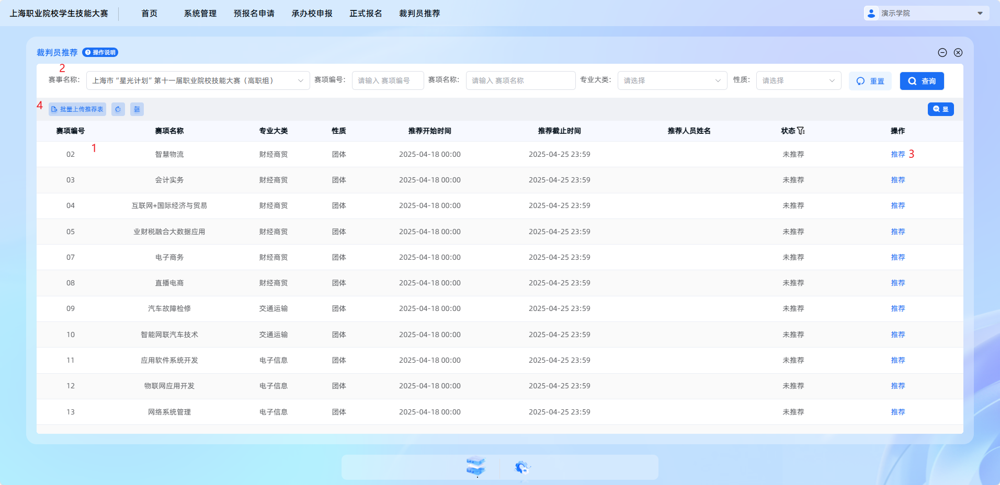 上海职业院校学生技能大赛 首页 系统管理 预报名申请 承办校申报 正式报名 裁判员推荐 演示学院
裁判员推荐 操作说明
2
赛事名称: 上海市“星光计划”第十一届职业院校技能大赛（高职组） 赛项编号: 请输入 赛项编号 赛项名称: 请输入 赛项名称 专业大类: 请选择 性质: 请选择 重置 查询
4 批量上传推荐表 显
赛项编号 赛项名称 专业大类 性质 推荐开始时间 推荐截止时间 推荐人员姓名 状态 操作
1
02 智慧物流 财经商贸 团体 2025-04-18 00:00 2025-04-25 23:59 未推荐 推荐 3
03 会计实务 财经商贸 团体 2025-04-18 00:00 2025-04-25 23:59 未推荐 推荐
04 互联网+国际经济与贸易 财经商贸 团体 2025-04-18 00:00 2025-04-25 23:59 未推荐 推荐
05 业财税融合大数据应用 财经商贸 团体 2025-04-18 00:00 2025-04-25 23:59 未推荐 推荐
07 电子商务 财经商贸 团体 2025-04-18 00:00 2025-04-25 23:59 未推荐 推荐
08 直播电商 财经商贸 团体 2025-04-18 00:00 2025-04-25 23:59 未推荐 推荐
09 汽车故障检修 交通运输 团体 2025-04-18 00:00 2025-04-25 23:59 未推荐 推荐
10 智能网联汽车技术 交通运输 团体 2025-04-18 00:00 2025-04-25 23:59 未推荐 推荐
11 应用软件系统开发 电子信息 团体 2025-04-18 00:00 2025-04-25 23:59 未推荐 推荐
12 物联网应用开发 电子信息 团体 2025-04-18 00:00 2025-04-25 23:59 未推荐 推荐
13 网络系统管理 电子信息 团体 2025-04-18 00:00 2025-04-25 23:59 未推荐 推荐